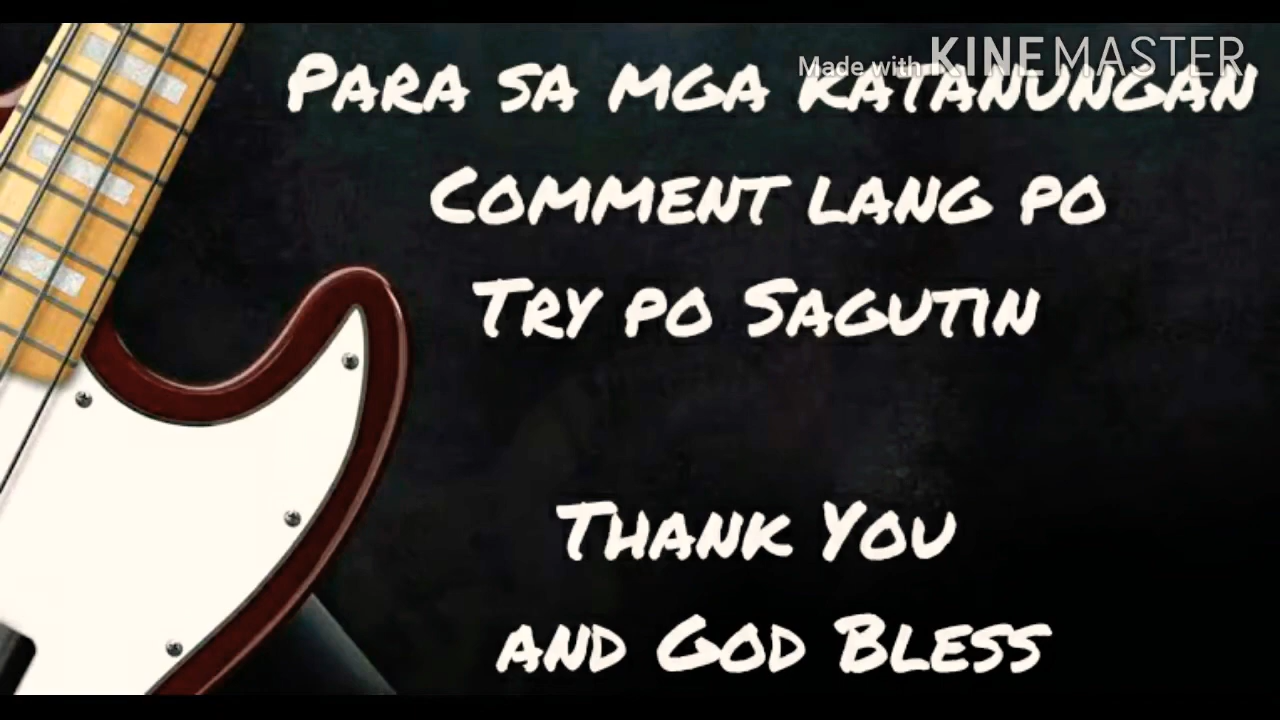 Made with KINEMASTER
PARA SA MGA KATANUNGAN
COMMENT LANG PO
TRY PO SAGUTIN
THANK YOU
AND GOD BLESS